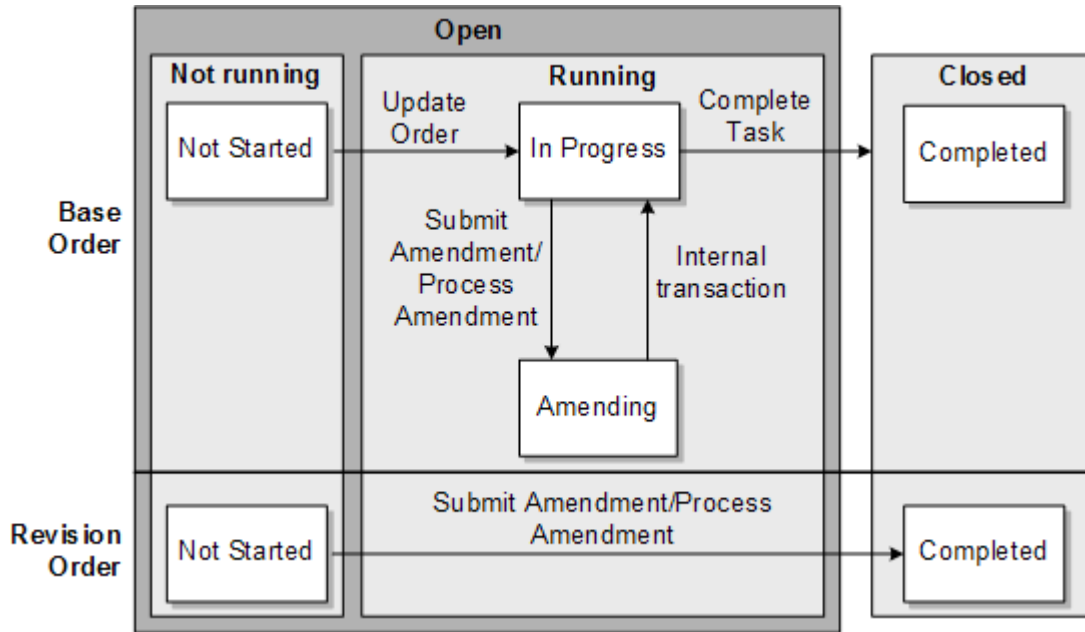 Open
Not running
Running
Closed
Base
Order
Not Started
Update
Order
In Progress
Complete
Task
Completed
Submit
Amendment/
Process
Amendment
Internal
transaction
Amending
Revision
Order
Not Started
Submit Amendment/Process
Amendment
Completed